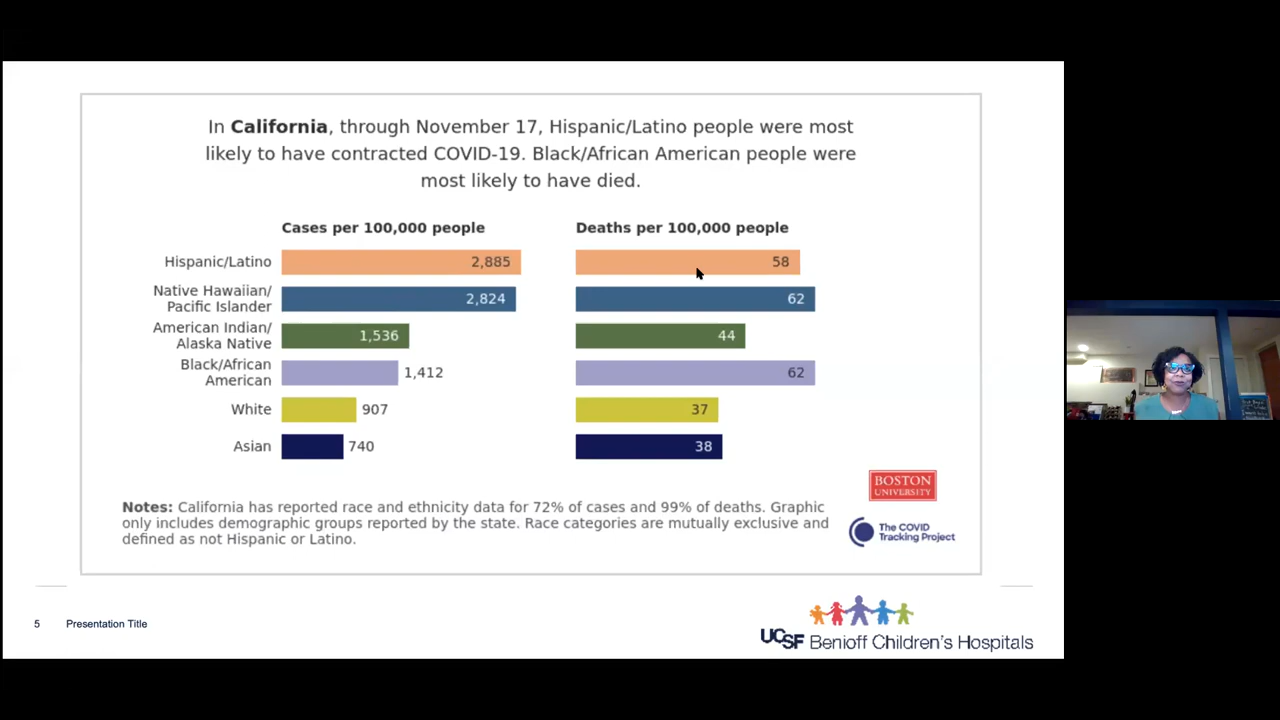 In California, through November 17, Hispanic/Latino people were most
likely to have contracted COVID-19. Black/African American people were
most likely to have died.
Cases per 100,000 people
Deaths per 100,000 people
Hispanic/Latino
2,885
58
Native Hawaiian/
Pacific Islander
2,824
62
American Indian/
Alaska Native
1,536
44
Black/African
American
1,412
62
White
907
37
Asian
740
38
Notes: California has reported race and ethnicity data for 72% of cases and 99% of deaths. Graphic
only includes demographic groups reported by the state. Race categories are mutually exclusive and
defined as not Hispanic or Latino.
BOSTON
UNIVERSITY
The COVID
Tracking Project
5
Presentation Title
UCSF Benioff Children's Hospitals